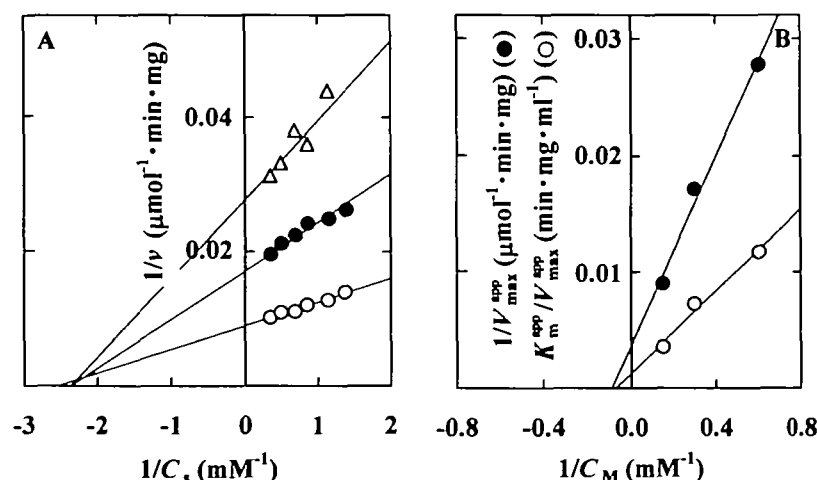 A
1/v (μmol⁻¹·min·mg)
0.04
0.02
-3 -2 -1 0 1 2
1/C_s (mM⁻¹)
B
1/V_max^app (μmol⁻¹·min·mg) (●)
K_m^app/V_max^app (min·mg·ml⁻¹) (○)
0.03
0.02
0.01
-0.8 -0.4 0.0 0.4 0.8
1/C_M (mM⁻¹)